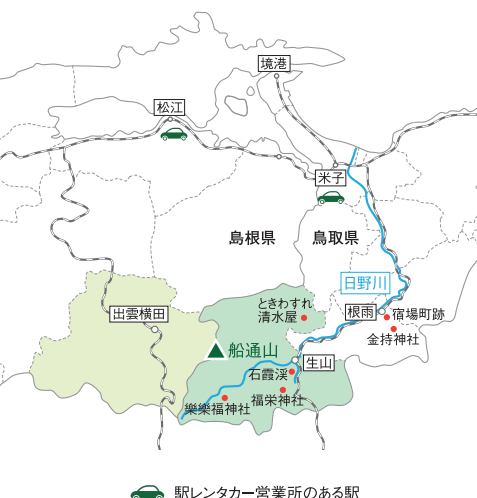 境港
松江
米子
島根県
鳥取県
日野川
ときわすれ
清水屋
出雲横田
根雨
宿場町跡
金持神社
船通山
生山
石霞渓
福栄神社
樂樂福神社
駅レンタカー営業所のある駅